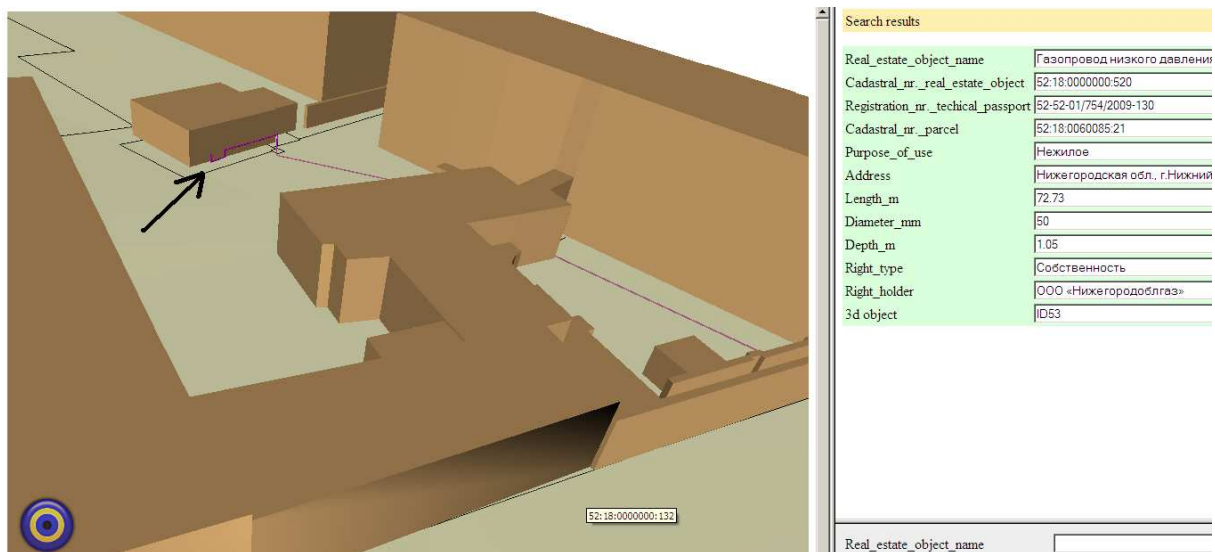 Search results
Real_estate_object_name Газопровод низкого давления
Cadastral_nr._real_estate_object 52:18:0000000:520
Registration_nr._techical_passport 52-52-01/754/2009-130
Cadastral_nr._parcel 52:18:0060085:21
Purpose_of_use Нежилое
Address Нижегородская обл., г.Нижний
Length_m 72.73
Diameter_mm 50
Depth_m 1.05
Right_type Собственность
Right_holder ООО «Нижегородоблгаз»
3d object ID53
52:18:0000000:132
Real_estate_object_name